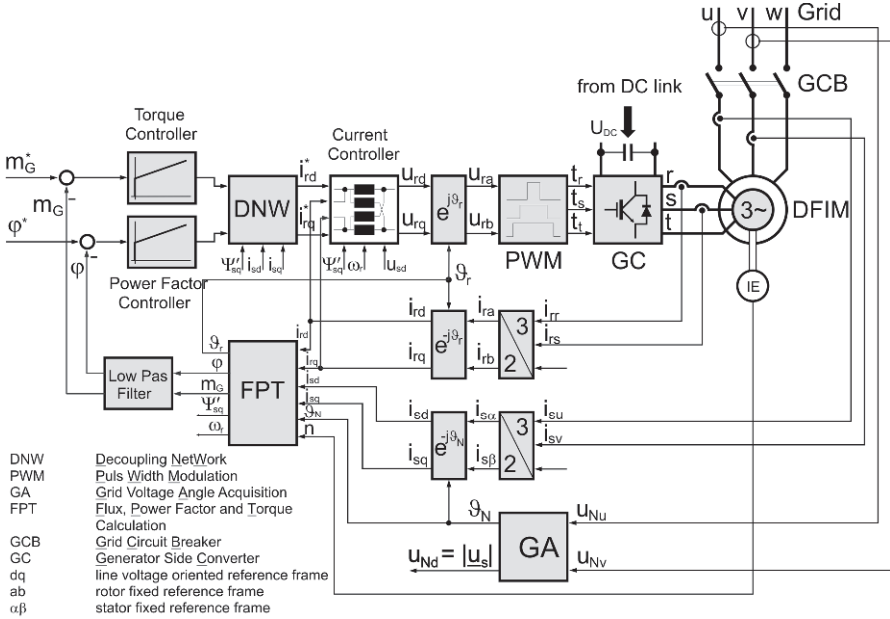 u v w Grid
GCB
from DC link
U_DC
Torque
Controller
Current
Controller
m_G^*
m_G
φ^*
φ
DNW
i_rd^*
i_rq^*
u_rd
u_rq
e^jϑ_r
u_ra
u_rb
PWM
t_r
t_s
t_t
GC
r
s
t
3~
DFIM
IE
Ψ'_sq i_sd i_sq
Ψ'_sq ω_r u_sd
ϑ_r
Power Factor
Controller
i_rd
i_rq
e^-jϑ_r
i_ra
i_rb
3
2
i_rr
i_rs
Low Pas
Filter
ϑ_r
φ
m_G
Ψ'_sq
ω_r
FPT
i_rd
i_rq
i_sd
i_sq
ϑ_N
n
i_sd
i_sq
e^-jϑ_N
i_sα
i_sβ
3
2
i_su
i_sv
ϑ_N
u_Nd = |u_s|
GA
u_Nu
u_Nv
DNW Decoupling NetWork
PWM Puls Width Modulation
GA Grid Voltage Angle Acquisition
FPT Flux, Power Factor and Torque
Calculation
GCB Grid Circuit Breaker
GC Generator Side Converter
dq line voltage oriented reference frame
ab rotor fixed reference frame
αβ stator fixed reference frame